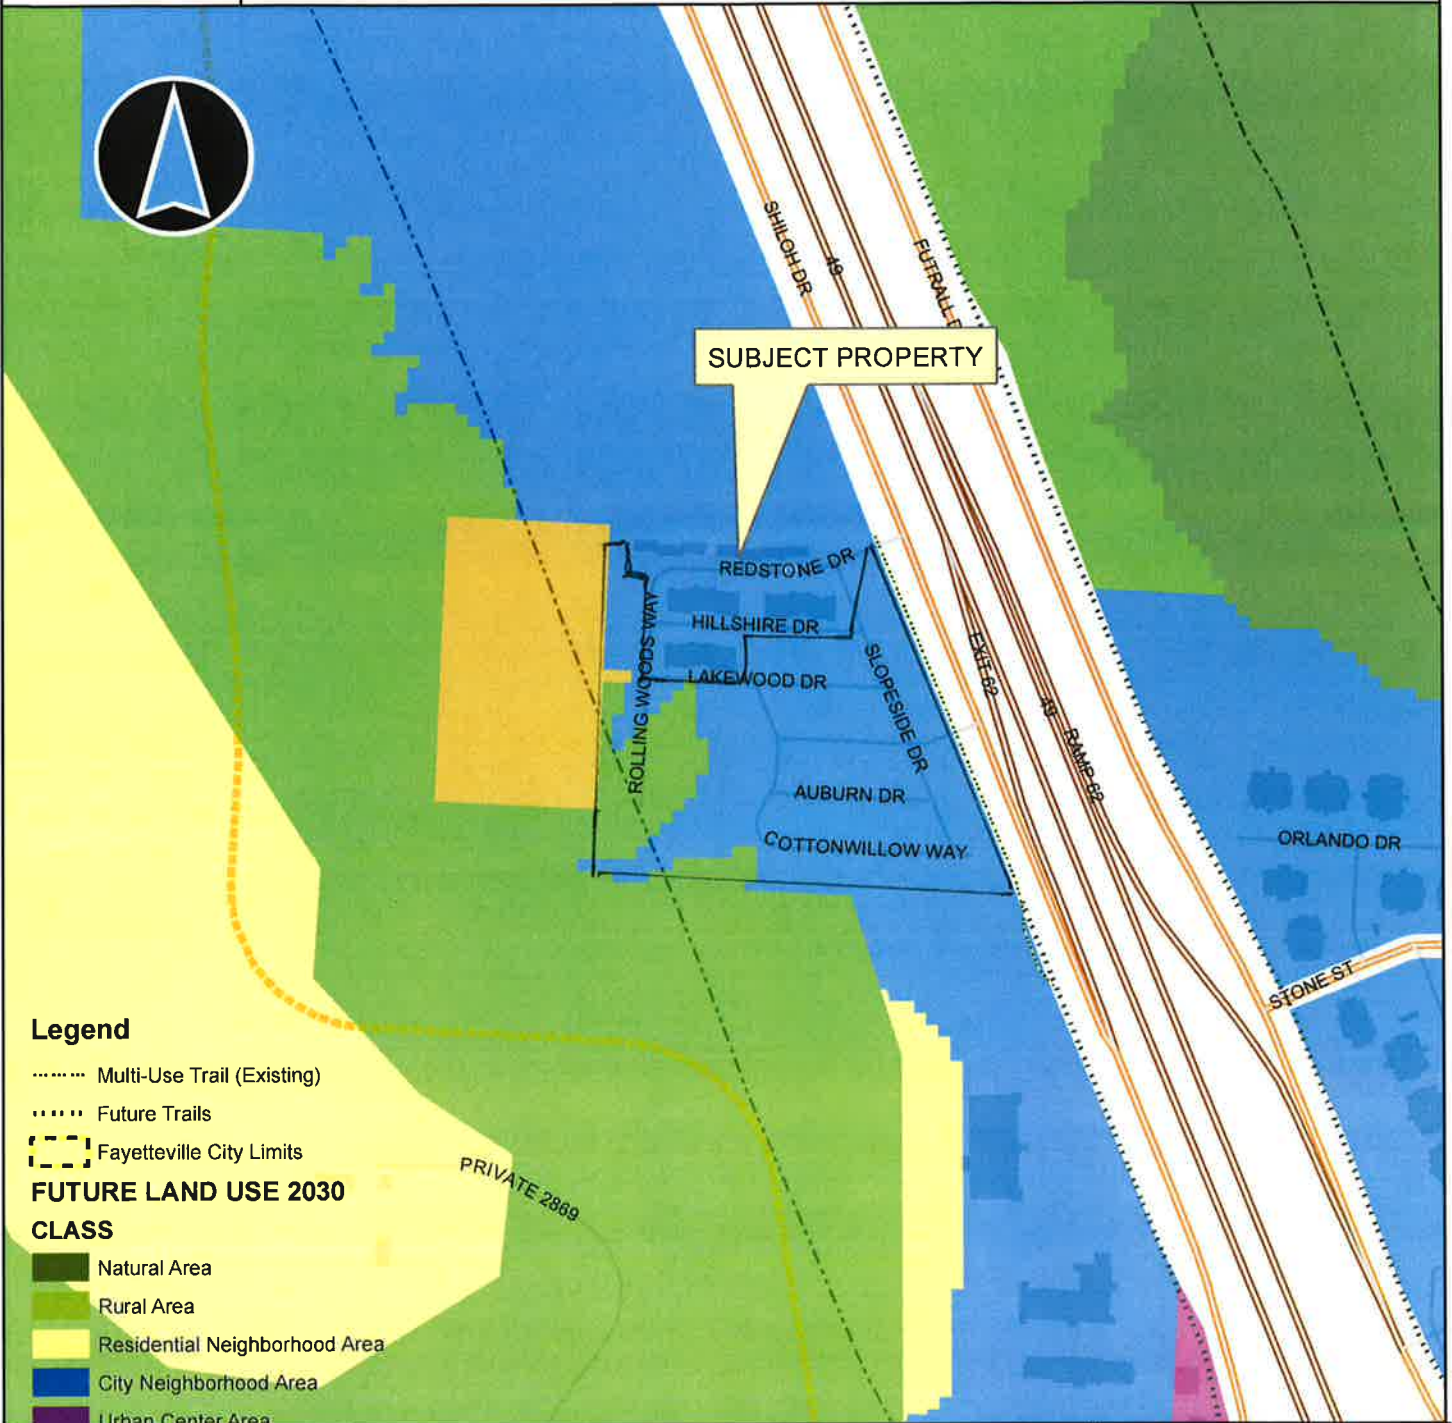 SHILOH DR
49
FUTRALL D
SUBJECT PROPERTY
REDSTONE DR
HILLSHIRE DR
LAKEWOOD DR
ROLLING WOODS WAY
SLOPESIDE DR
EXIT 62
49
RAMP 62
AUBURN DR
COTTONWILLOW WAY
ORLANDO DR
STONE ST
PRIVATE 2869
Legend
Multi-Use Trail (Existing)
Future Trails
Fayetteville City Limits
FUTURE LAND USE 2030
CLASS
Natural Area
Rural Area
Residential Neighborhood Area
City Neighborhood Area
Urban Center Area